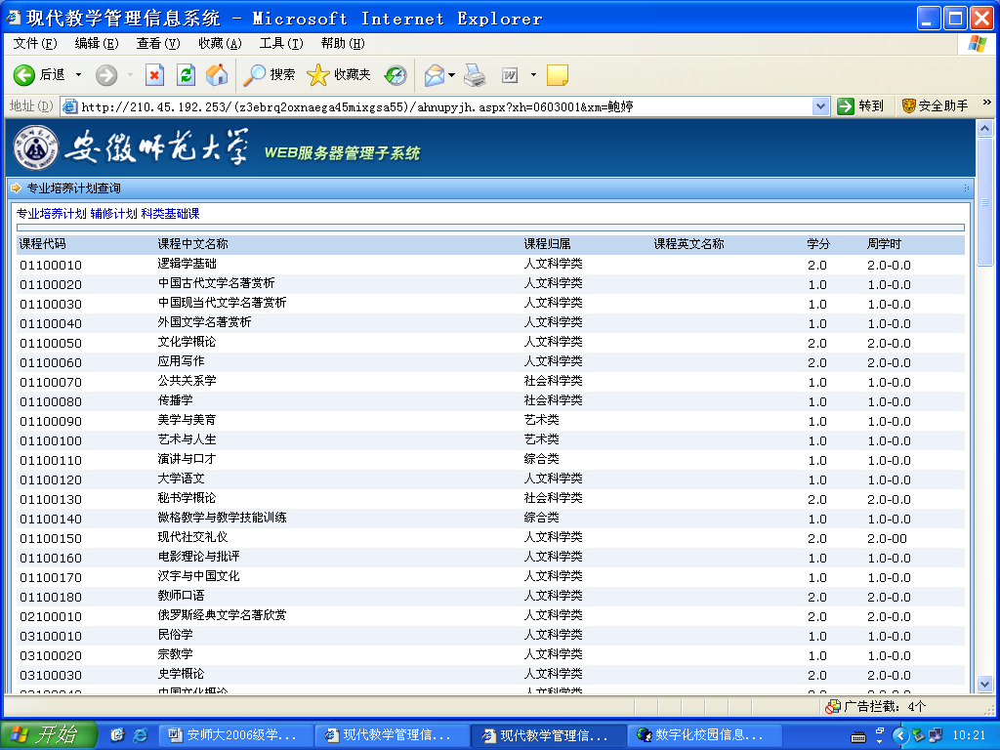 现代教学管理信息系统 - Microsoft Internet Explorer
文件(F) 编辑(E) 查看(V) 收藏(A) 工具(T) 帮助(H)
后退 搜索 收藏夹
地址(D) http://210.45.192.253/(z3ebrq2oxnaega45mixgsa55)/ahnupyjh.aspx?xh=0603001&xm=鲍婷 转到 安全助手 »
安徽师范大学 WEB服务器管理子系统
专业培养计划查询
专业培养计划 辅修计划 科类基础课
课程代码 课程中文名称 课程归属 课程英文名称 学分 周学时
01100010 逻辑学基础 人文科学类 2.0 2.0-0.0
01100020 中国古代文学名著赏析 人文科学类 1.0 1.0-0.0
01100030 中国现当代文学名著赏析 人文科学类 1.0 1.0-0.0
01100040 外国文学名著赏析 人文科学类 1.0 1.0-0.0
01100050 文化学概论 人文科学类 2.0 2.0-0.0
01100060 应用写作 人文科学类 2.0 2.0-0.0
01100070 公共关系学 社会科学类 1.0 1.0-0.0
01100080 传播学 社会科学类 1.0 1.0-0.0
01100090 美学与美育 艺术类 1.0 1.0-0.0
01100100 艺术与人生 艺术类 1.0 1.0-0.0
01100110 演讲与口才 综合类 1.0 1.0-0.0
01100120 大学语文 人文科学类 1.0 1.0-0.0
01100130 秘书学概论 社会科学类 2.0 2.0-0.0
01100140 微格教学与教学技能训练 综合类 1.0 1.0-0.0
01100150 现代社交礼仪 人文科学类 2.0 2.0-00
01100160 电影理论与批评 人文科学类 1.0 1.0-0.0
01100170 汉字与中国文化 人文科学类 1.0 1.0-0.0
01100180 教师口语 人文科学类 2.0 2.0-0.0
02100010 俄罗斯经典文学名著欣赏 人文科学类 2.0 2.0-0.0
03100010 民俗学 人文科学类 1.0 1.0-0.0
03100020 宗教学 人文科学类 1.0 1.0-0.0
03100030 史学概论 人文科学类 2.0 2.0-0.0
03100040 中国文化概论 人文科学类 2.0 2.0-0.0
广告拦截: 4个
开始 安师大2006级学... 现代教学管理信... 现代教学管理信... 数字化校园信息... 10:21